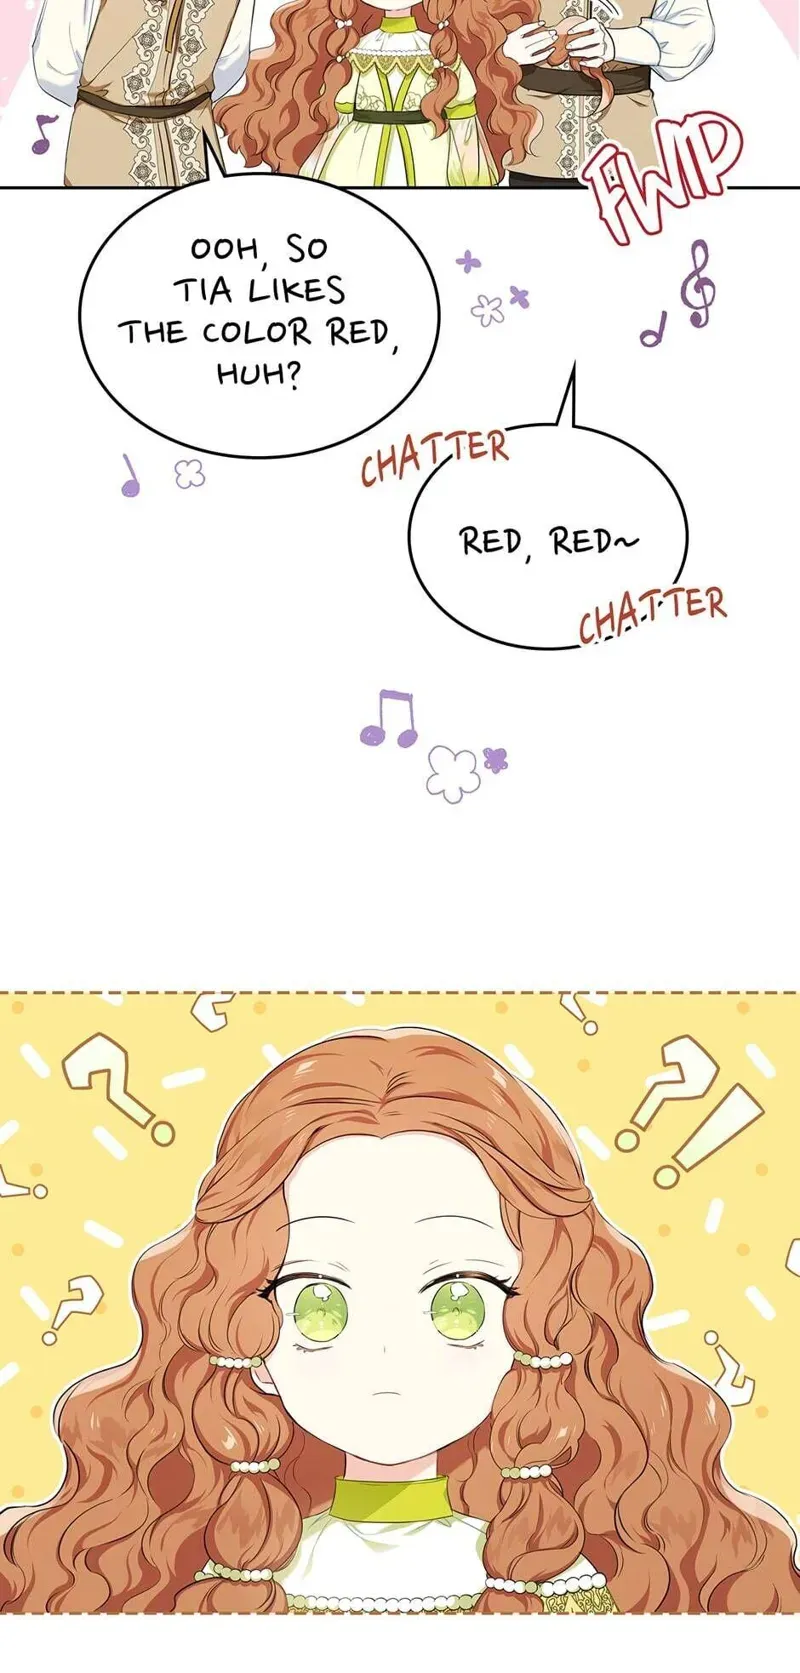 FWIP
OOH, SO
TIA LIKES
THE COLOR RED,
HUH?
CHATTER
RED, RED~
CHATTER
?
?
?
?!
?
?!
?